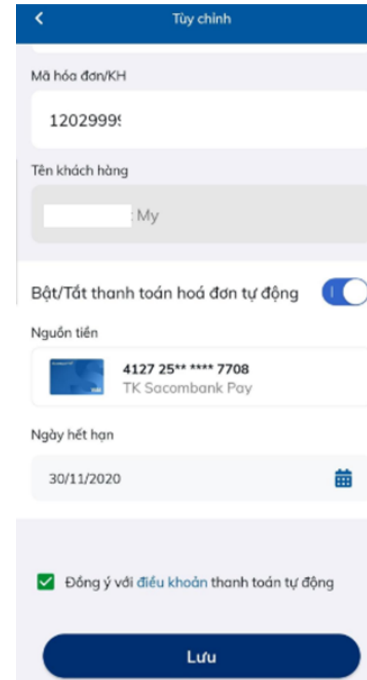 Tùy chỉnh
Mã hóa đơn/KH
1202999
Tên khách hàng
My
Bật/Tắt thanh toán hoá đơn tự động
Nguồn tiền
4127 25** **** 7708
TK Sacombank Pay
Ngày hết hạn
30/11/2020
Đồng ý với điều khoản thanh toán tự động
Lưu